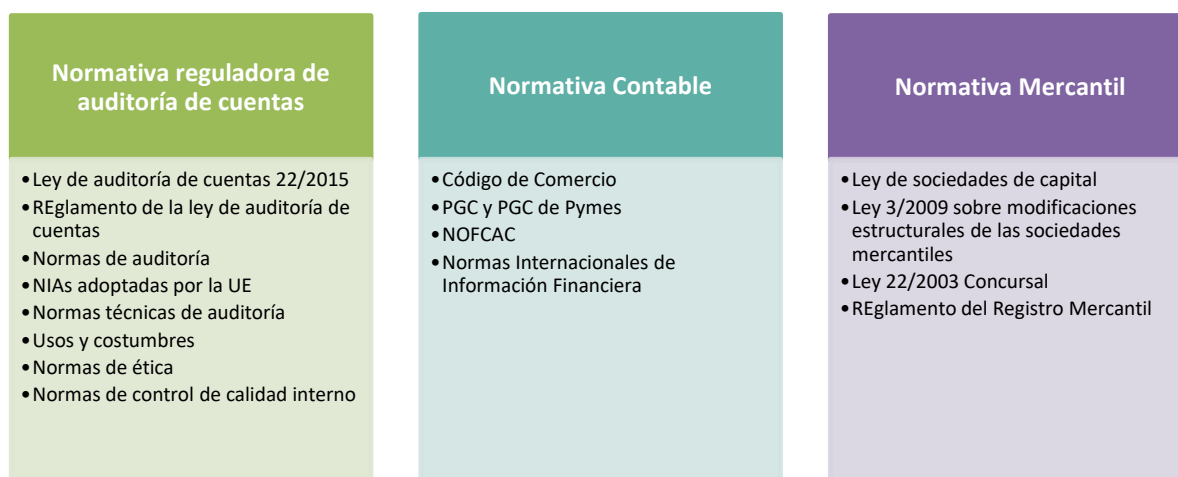 Normativa reguladora de
auditoría de cuentas
•Ley de auditoría de cuentas 22/2015
•REglamento de la ley de auditoría de
cuentas
•Normas de auditoría
•NIAs adoptadas por la UE
•Normas técnicas de auditoría
•Usos y costumbres
•Normas de ética
•Normas de control de calidad interno
Normativa Contable
•Código de Comercio
•PGC y PGC de Pymes
•NOFCAC
•Normas Internacionales de
Información Financiera
Normativa Mercantil
•Ley de sociedades de capital
•Ley 3/2009 sobre modificaciones
estructurales de las sociedades
mercantiles
•Ley 22/2003 Concursal
•REglamento del Registro Mercantil